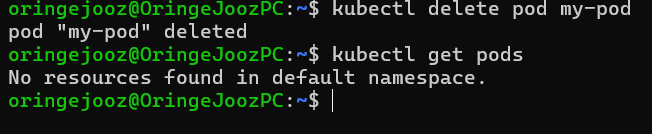 oringejooz@OringeJoozPC:~$ kubectl delete pod my-pod
pod "my-pod" deleted
oringejooz@OringeJoozPC:~$ kubectl get pods
No resources found in default namespace.
oringejooz@OringeJoozPC:~$